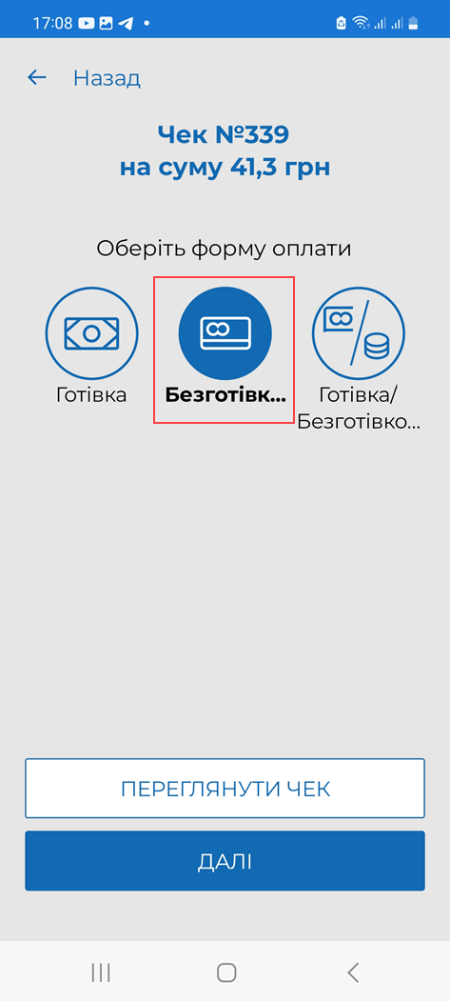 17:08
Назад
Чек №339
на суму 41,3 грн
Оберіть форму оплати
Готівка
Безготівк...
Готівка/
Безготівко...
ПЕРЕГЛЯНУТИ ЧЕК
ДАЛІ